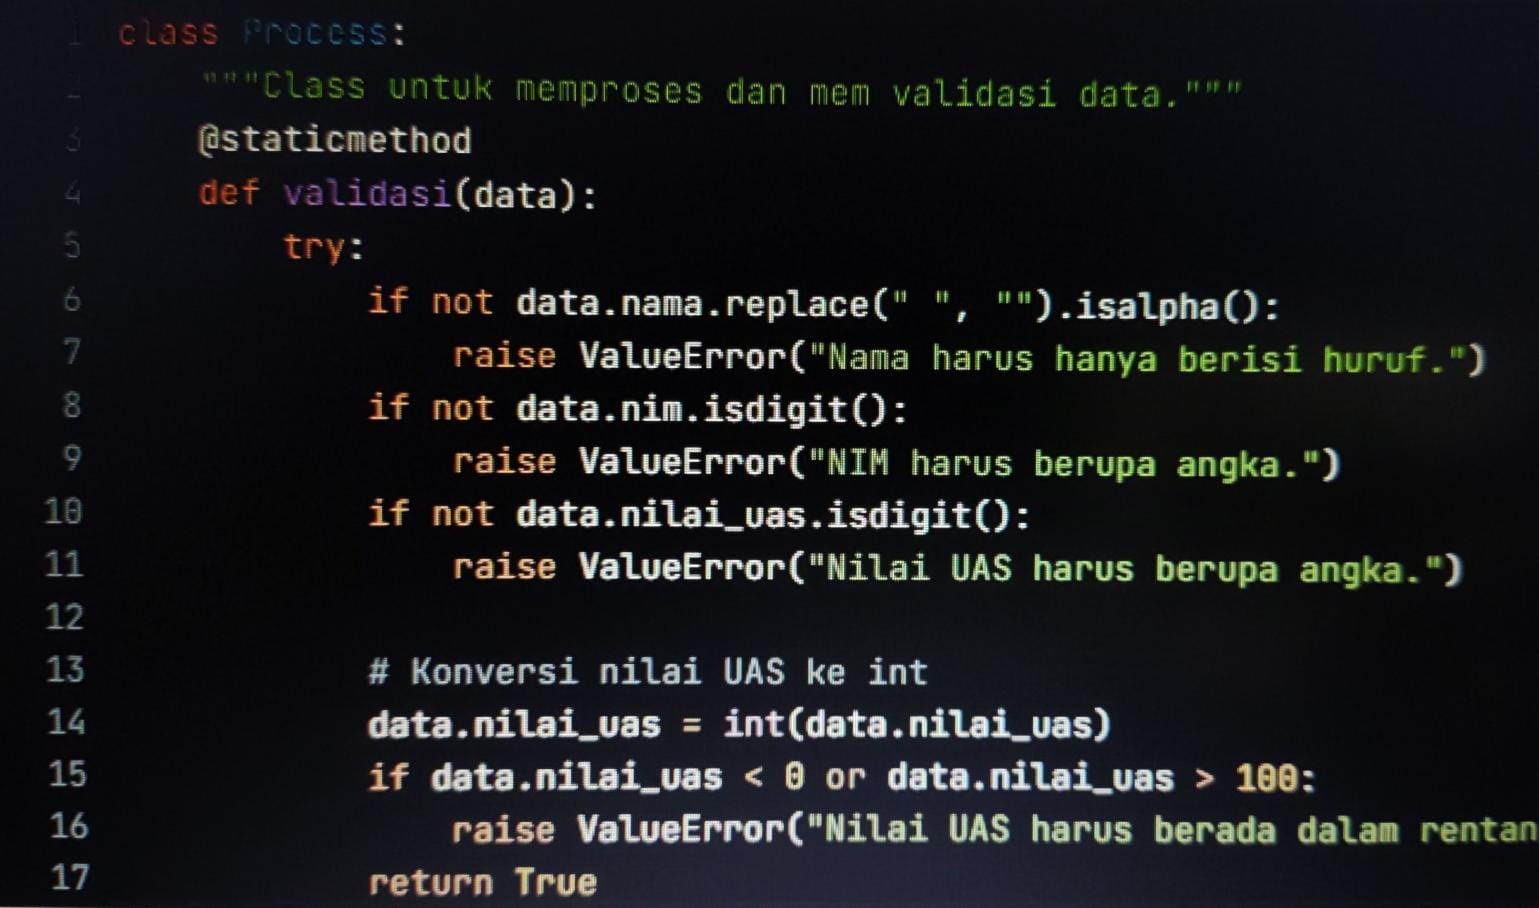 1 class Process:
2 """Class untuk memproses dan mem validasi data."""
3 @staticmethod
4 def validasi(data):
5 try:
6 if not data.nama.replace(" ", "").isalpha():
7 raise ValueError("Nama harus hanya berisi huruf.")
8 if not data.nim.isdigit():
9 raise ValueError("NIM harus berupa angka.")
10 if not data.nilai_uas.isdigit():
11 raise ValueError("Nilai UAS harus berupa angka.")
12
13 # Konversi nilai UAS ke int
14 data.nilai_uas = int(data.nilai_uas)
15 if data.nilai_uas < 0 or data.nilai_uas > 100:
16 raise ValueError("Nilai UAS harus berada dalam rentan
17 return True